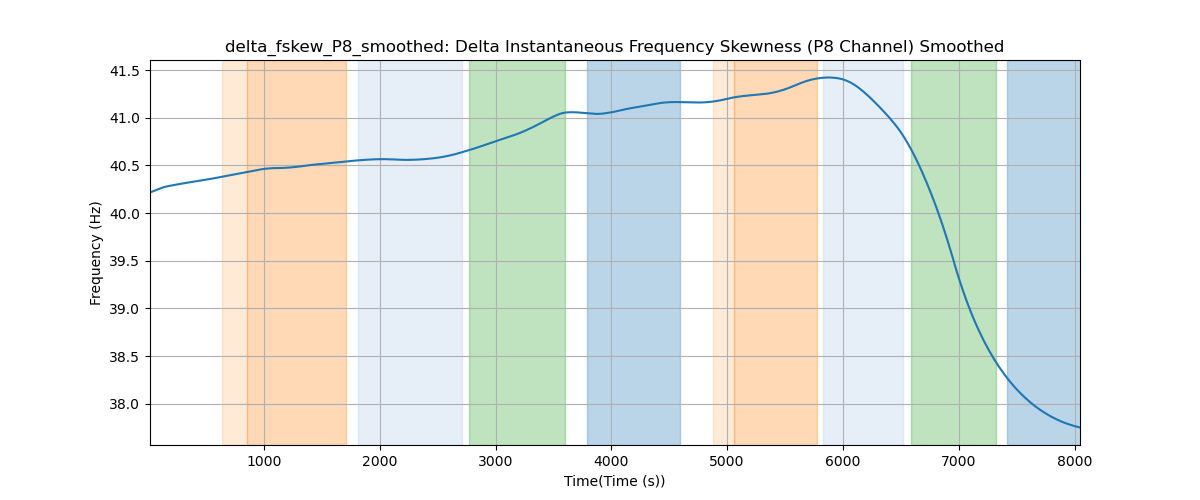 delta_fskew_P8_smoothed: Delta Instantaneous Frequency Skewness (P8 Channel) Smoothed
41.5
41.0
40.5
40.0
39.5
39.0
38.5
38.0
Frequency (Hz)
1000 2000 3000 4000 5000 6000 7000 8000
Time(Time (s))